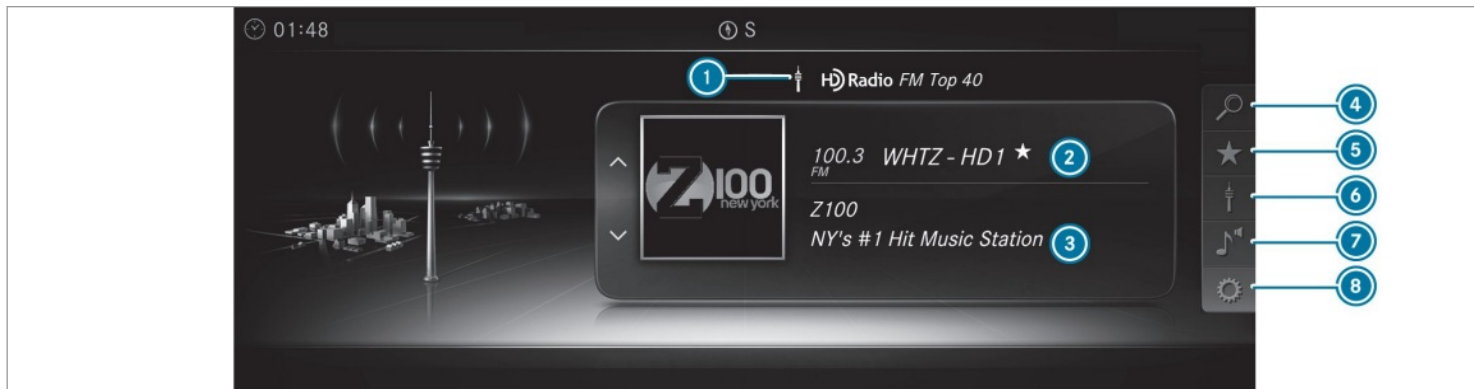 01:48
S
1
HD Radio FM Top 40
100.3 WHTZ - HD1 ★ 2
FM
Z100 new york
Z100
NY's #1 Hit Music Station 3
4
5
6
7
8